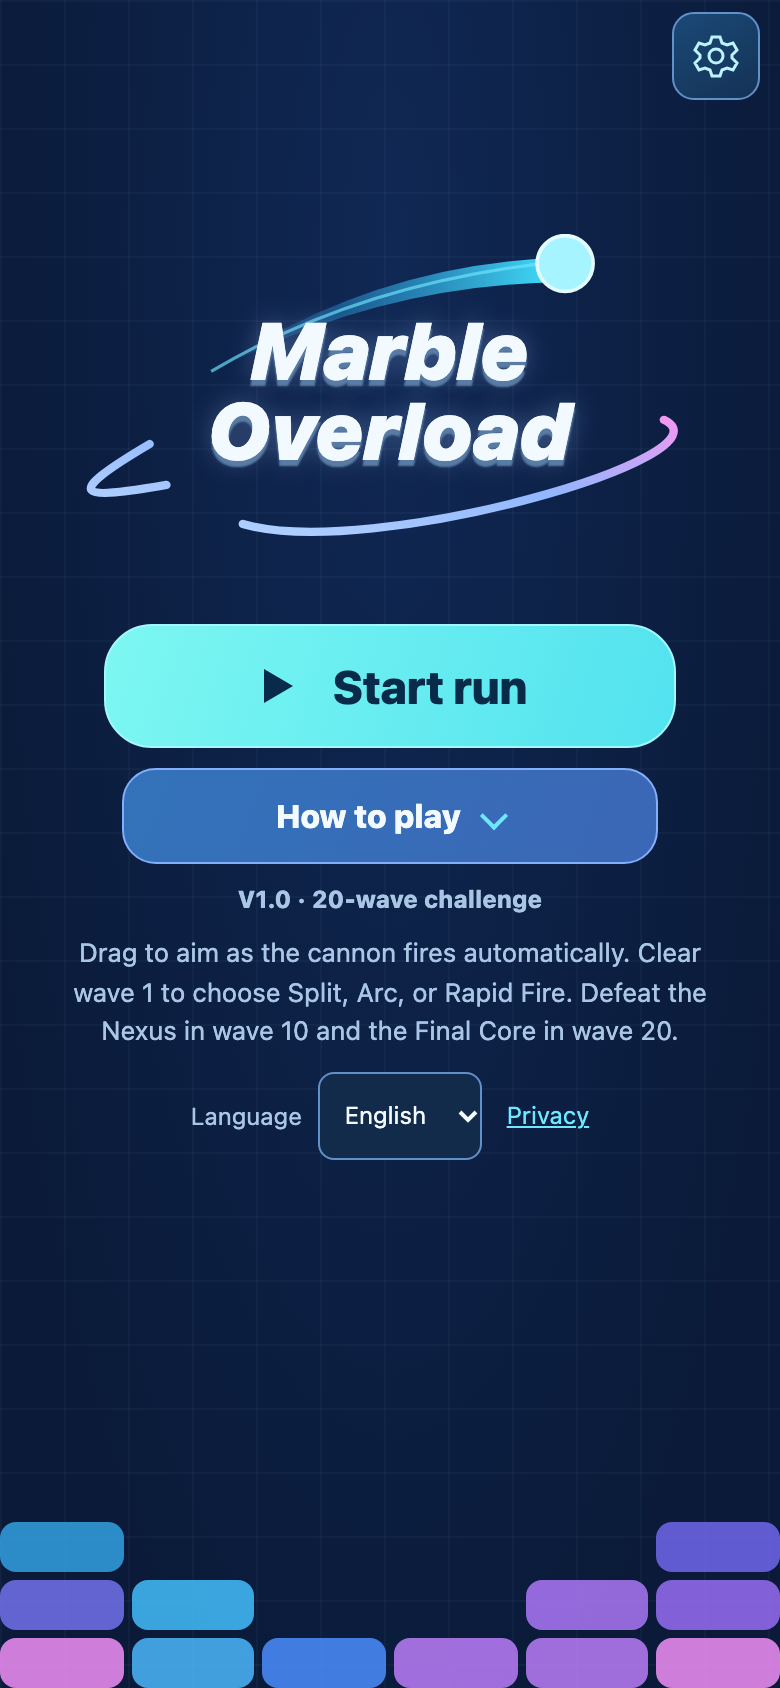 Marble
Overload
Start run
How to play
V1.0 · 20-wave challenge
Drag to aim as the cannon fires automatically. Clear
wave 1 to choose Split, Arc, or Rapid Fire. Defeat the
Nexus in wave 10 and the Final Core in wave 20.
Language English Privacy